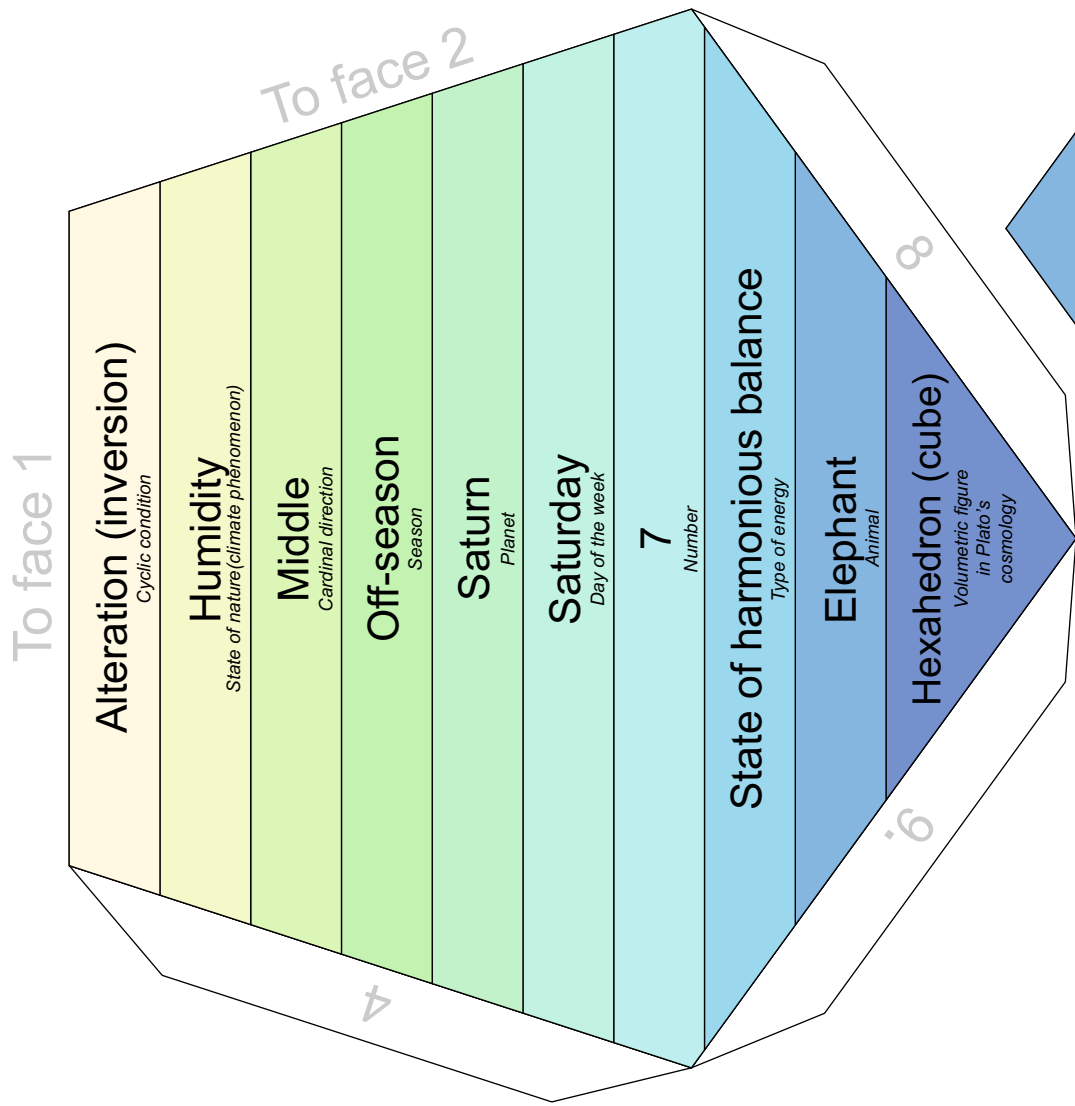 To face 1
To face 2
Alteration (inversion)
Cyclic condition
Humidity
State of nature(climate phenomenon)
Middle
Cardinal direction
Off-season
Season
Saturn
Planet
Saturday
Day of the week
7
Number
State of harmonious balance
Type of energy
Elephant
Animal
Hexahedron (cube)
Volumetric figure
in Plato's
cosmology
4
8
9.